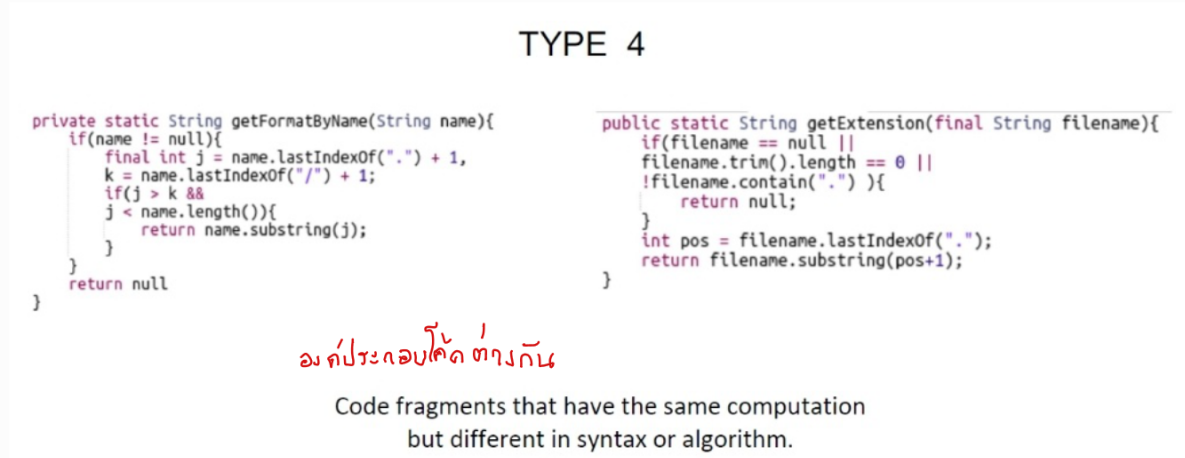 TYPE 4
private static String getFormatByName(String name){
if(name != null){
final int j = name.lastIndexOf(".") + 1,
k = name.lastIndexOf("/") + 1;
if(j > k &&
j < name.length()){
return name.substring(j);
}
}
return null
}
public static String getExtension(final String filename){
if(filename == null ||
filename.trim().length == 0 ||
!filename.contain(".") ){
return null;
}
int pos = filename.lastIndexOf(".");
return filename.substring(pos+1);
}
องค์ประกอบโค้ดต่างกัน
Code fragments that have the same computation
but different in syntax or algorithm.